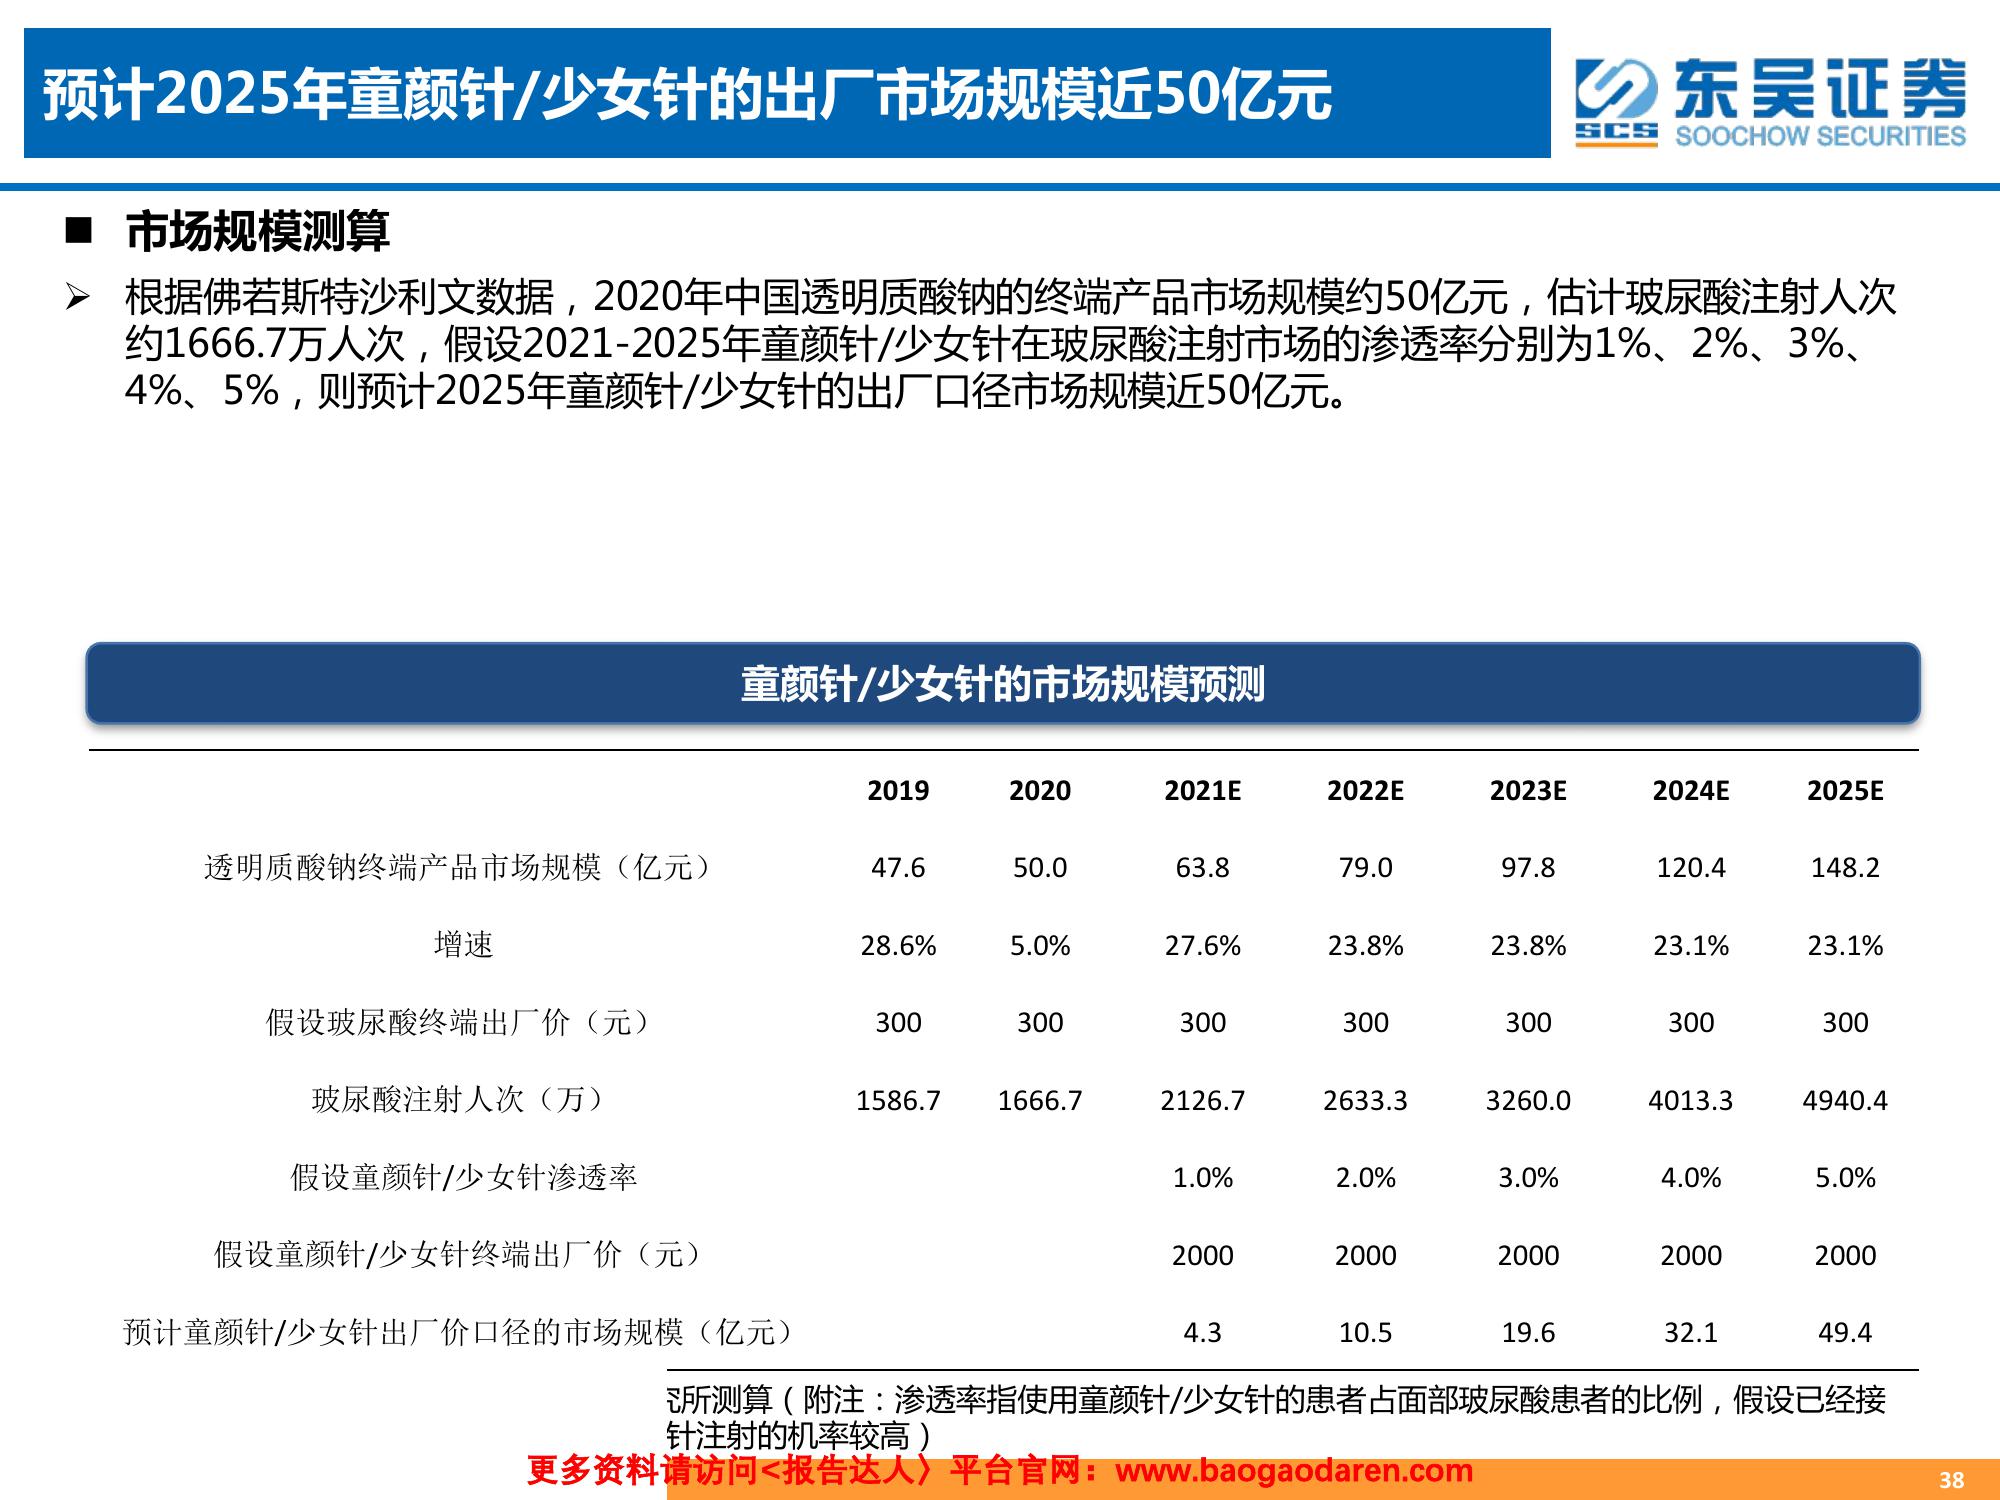 预计2025年童颜针/少女针的出厂市场规模近50亿元
东吴证券
SCS
SOOCHOW SECURITIES
■ 市场规模测算
➢ 根据佛若斯特沙利文数据，2020年中国透明质酸钠的终端产品市场规模约50亿元，估计玻尿酸注射人次
约1666.7万人次，假设2021-2025年童颜针/少女针在玻尿酸注射市场的渗透率分别为1%、2%、3%、
4%、5%，则预计2025年童颜针/少女针的出厂口径市场规模近50亿元。
童颜针/少女针的市场规模预测
2019 2020 2021E 2022E 2023E 2024E 2025E
透明质酸钠终端产品市场规模（亿元） 47.6 50.0 63.8 79.0 97.8 120.4 148.2
增速 28.6% 5.0% 27.6% 23.8% 23.8% 23.1% 23.1%
假设玻尿酸终端出厂价（元） 300 300 300 300 300 300 300
玻尿酸注射人次（万） 1586.7 1666.7 2126.7 2633.3 3260.0 4013.3 4940.4
假设童颜针/少女针渗透率 1.0% 2.0% 3.0% 4.0% 5.0%
假设童颜针/少女针终端出厂价（元） 2000 2000 2000 2000 2000
预计童颜针/少女针出厂价口径的市场规模（亿元） 4.3 10.5 19.6 32.1 49.4
所测算（附注：渗透率指使用童颜针/少女针的患者占面部玻尿酸患者的比例，假设已经接
针注射的机率较高）
更多资料请访问<报告达人〉平台官网：www.baogaodaren.com
38